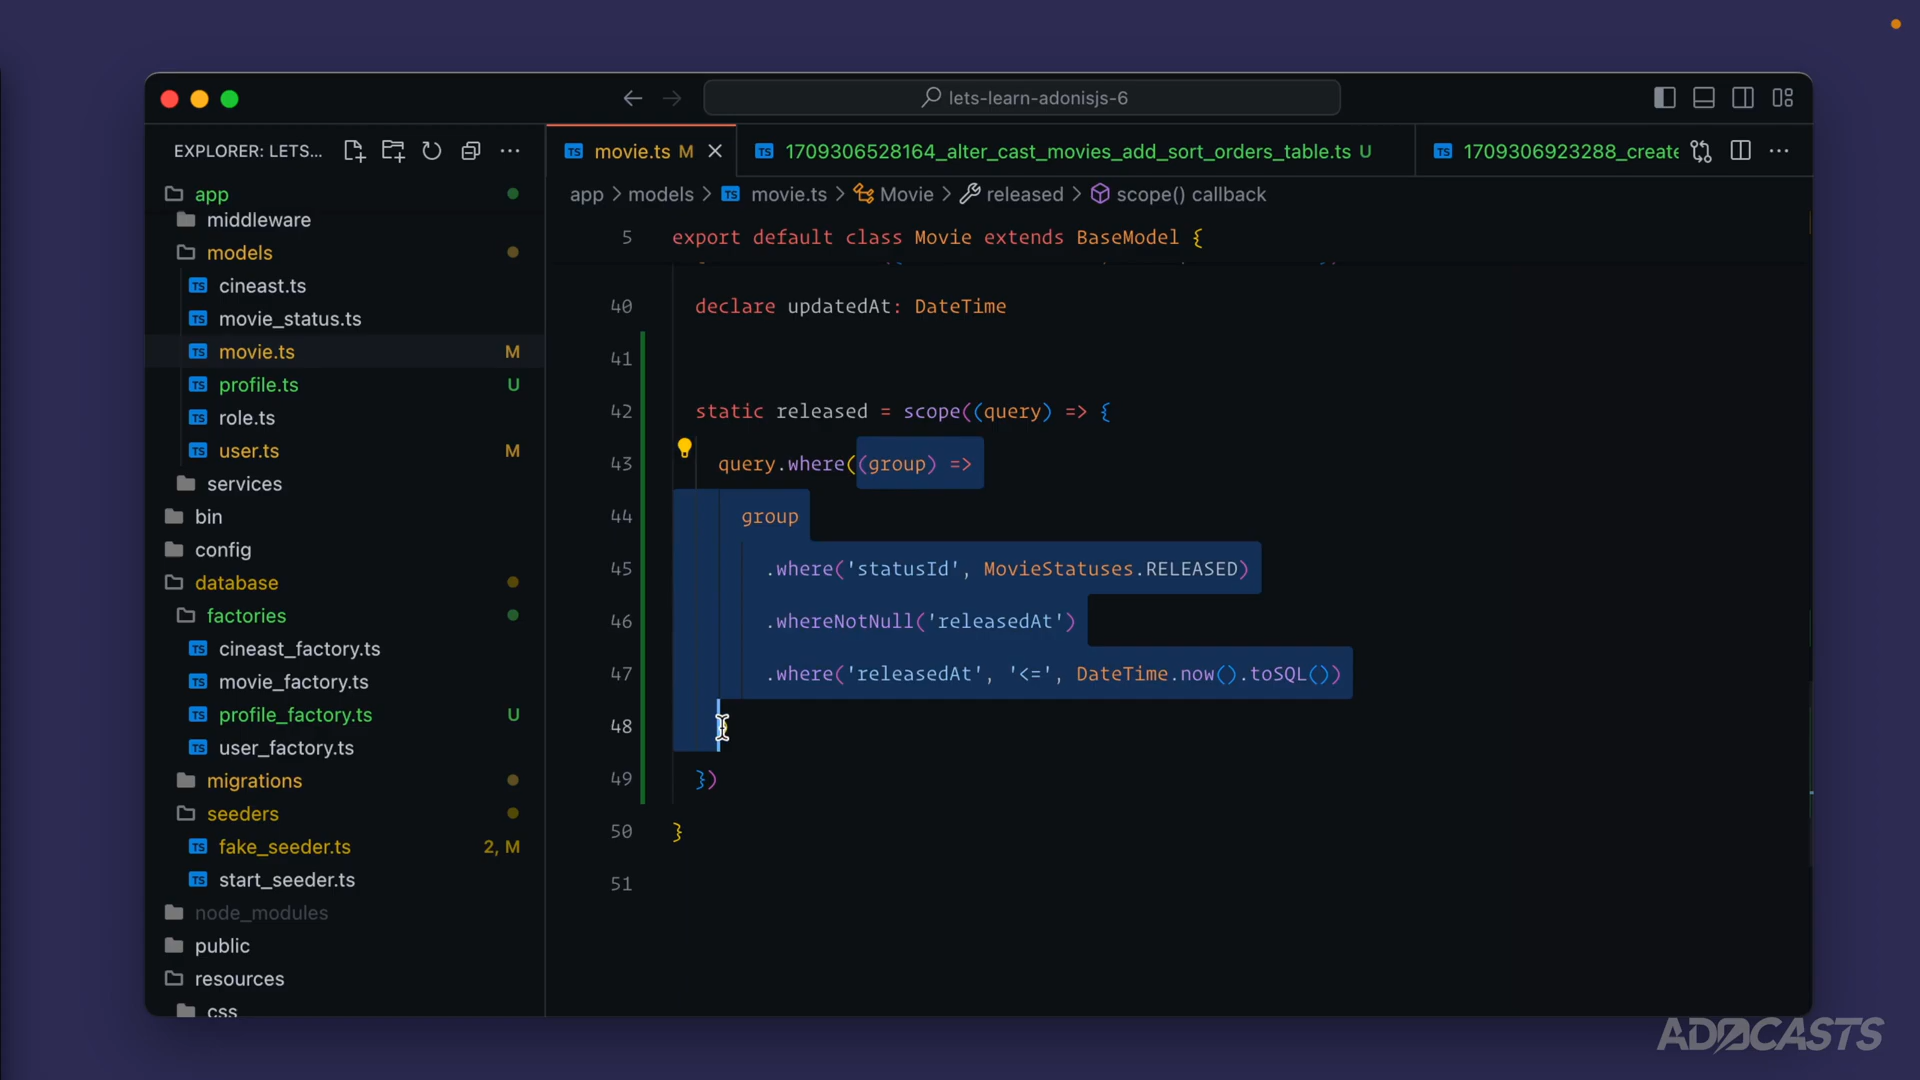 lets-learn-adonisjs-6
EXPLORER: LETS...
movie.ts M
1709306528164_alter_cast_movies_add_sort_orders_table.ts U
1709306923288_create
app > models > movie.ts > Movie > released > scope() callback
app
middleware
models
cineast.ts
movie_status.ts
movie.ts M
profile.ts U
role.ts
user.ts M
services
bin
config
database
factories
cineast_factory.ts
movie_factory.ts
profile_factory.ts U
user_factory.ts
migrations
seeders
fake_seeder.ts 2, M
start_seeder.ts
node_modules
public
resources
css
5 export default class Movie extends BaseModel {
40 declare updatedAt: DateTime
41
42 static released = scope((query) => {
43 query.where((group) =>
44 group
45 .where('statusId', MovieStatuses.RELEASED)
46 .whereNotNull('releasedAt')
47 .where('releasedAt', '<=', DateTime.now().toSQL())
48 )
49 })
50 }
51
ADOCASTS